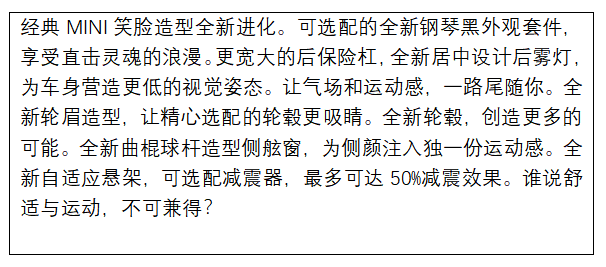 经典 MINI 笑脸造型全新进化。可选配的全新钢琴黑外观套件，
享受直击灵魂的浪漫。更宽大的后保险杠，全新居中设计后雾灯，
为车身营造更低的视觉姿态。让气场和运动感，一路尾随你。全
新轮眉造型，让精心选配的轮毂更吸睛。全新轮毂，创造更多的
可能。全新曲棍球杆造型侧舷窗，为侧颜注入独一份运动感。全
新自适应悬架，可选配减震器，最多可达 50%减震效果。谁说舒
适与运动，不可兼得？